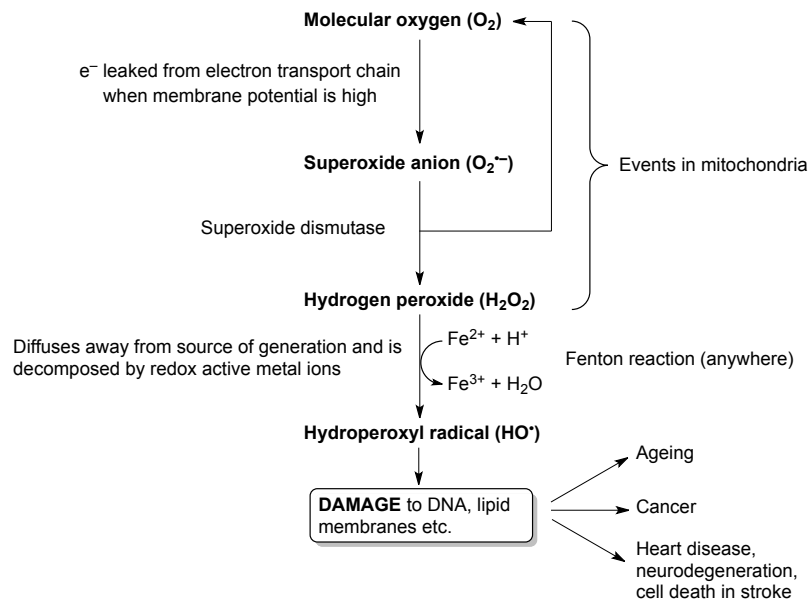 Molecular oxygen (O₂)
e⁻ leaked from electron transport chain
when membrane potential is high
Superoxide anion (O₂•⁻)
Events in mitochondria
Superoxide dismutase
Hydrogen peroxide (H₂O₂)
Diffuses away from source of generation and is
decomposed by redox active metal ions
Fe²⁺ + H⁺
Fe³⁺ + H₂O
Fenton reaction (anywhere)
Hydroperoxyl radical (HO•)
DAMAGE to DNA, lipid
membranes etc.
Ageing
Cancer
Heart disease,
neurodegeneration,
cell death in stroke